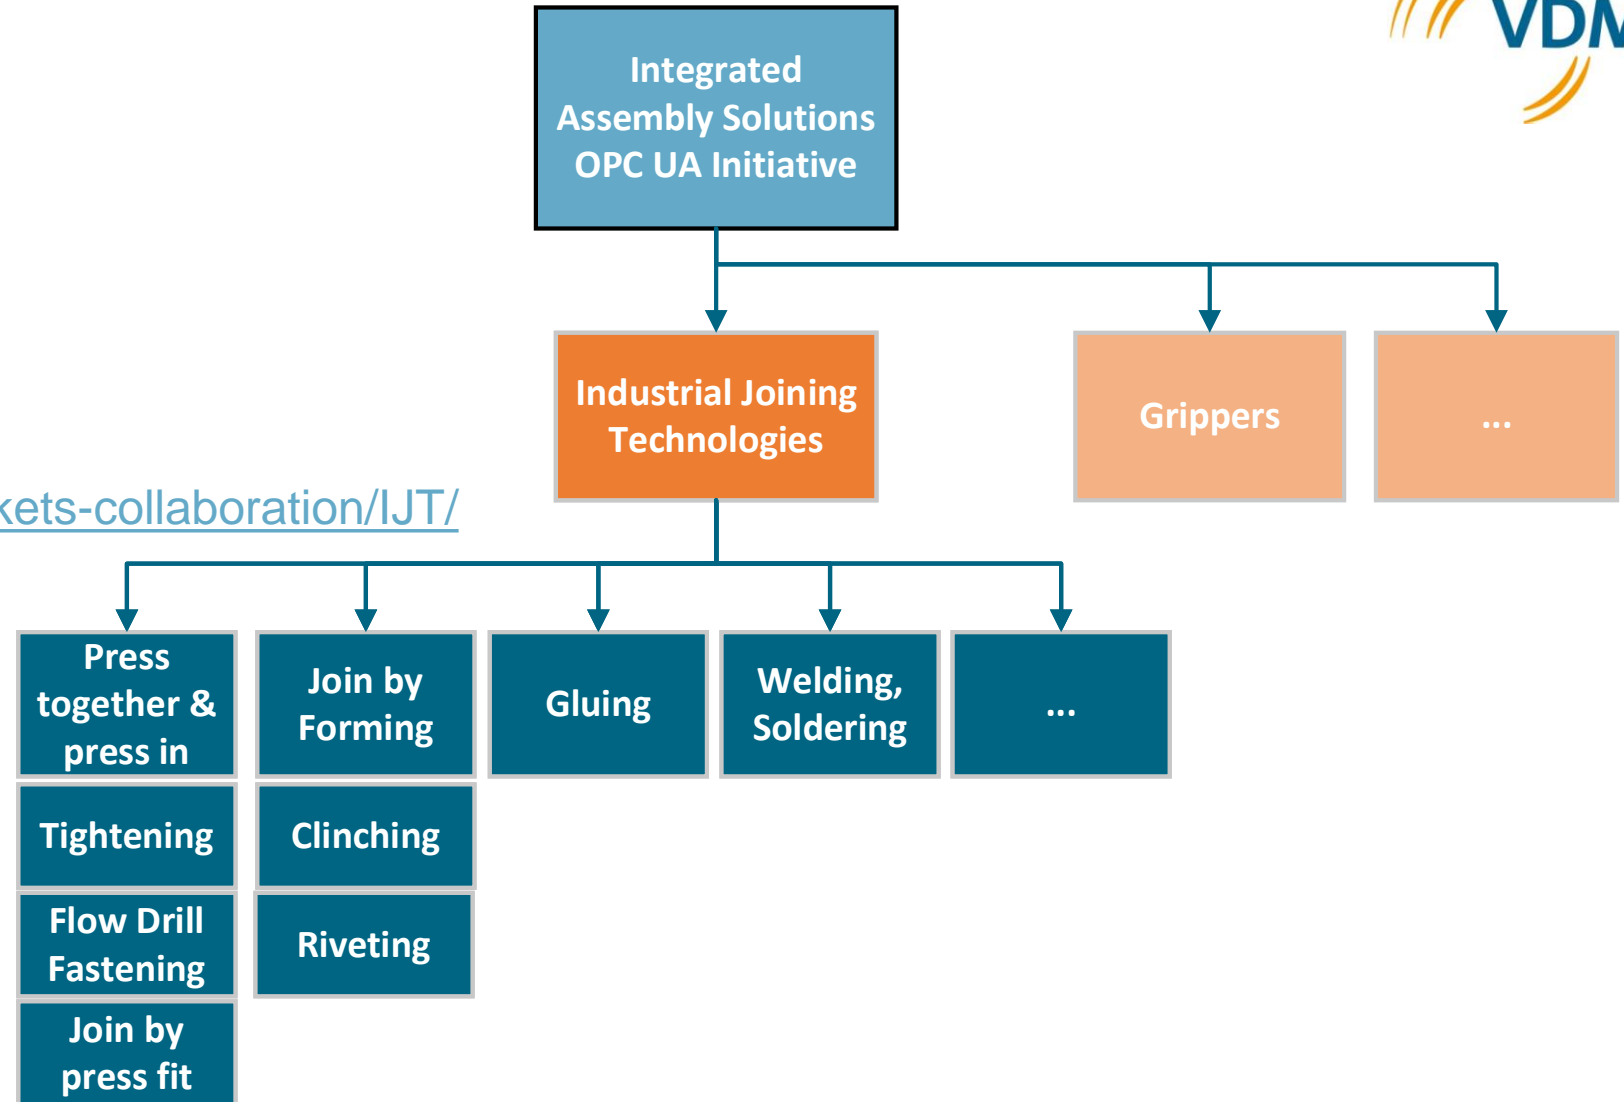 VDM
Integrated
Assembly Solutions
OPC UA Initiative
Industrial Joining
Technologies
Grippers
...
kets-collaboration/IJT/
Press
together &
press in
Join by
Forming
Gluing
Welding,
Soldering
...
Tightening
Clinching
Flow Drill
Fastening
Riveting
Join by
press fit